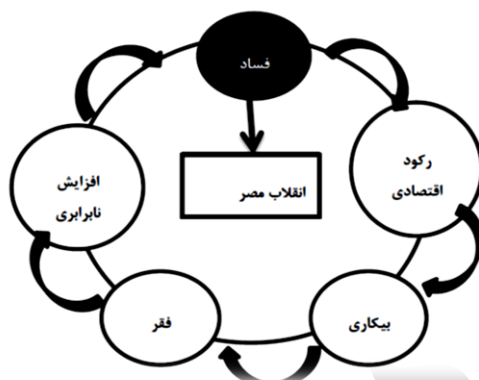 فساد
رکود
اقتصادی
بیکاری
فقر
افزایش
نابرابری
انقلاب مصر